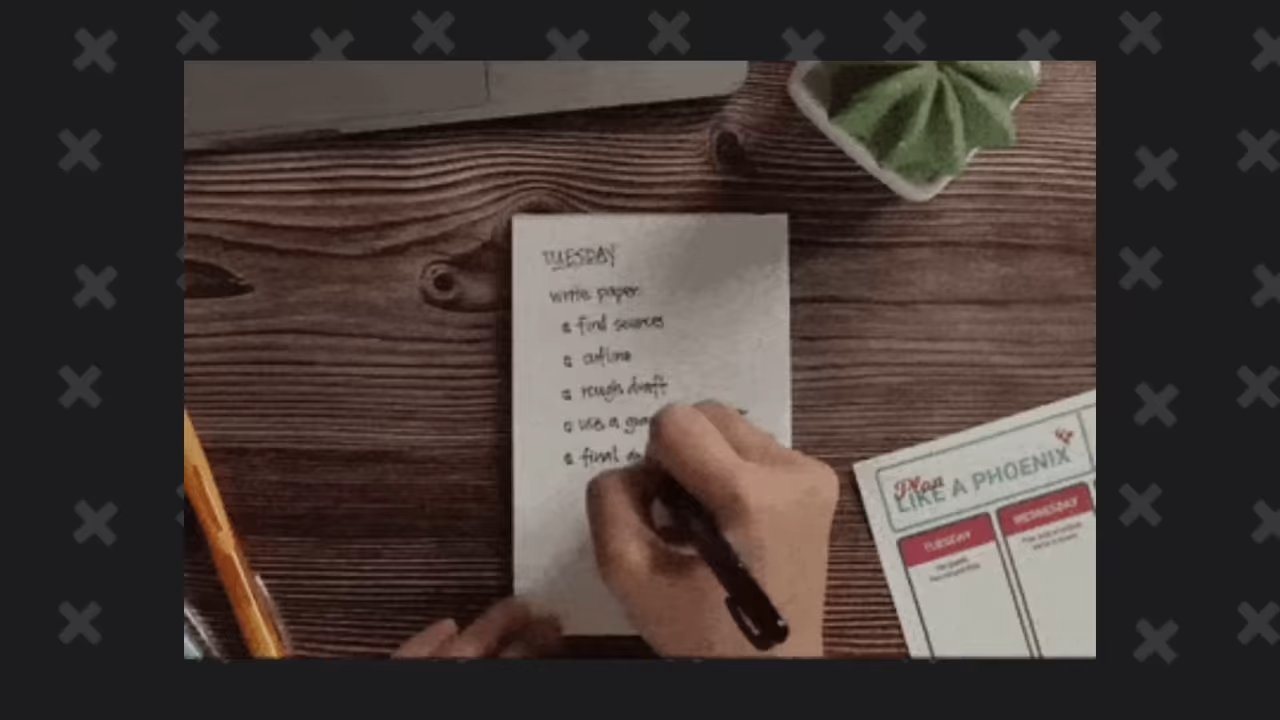 TUESDAY
write paper:
find sources
outline
rough draft
use a
final
Plan
LIKE A PHOENIX
TUESDAY
WEDNESDAY